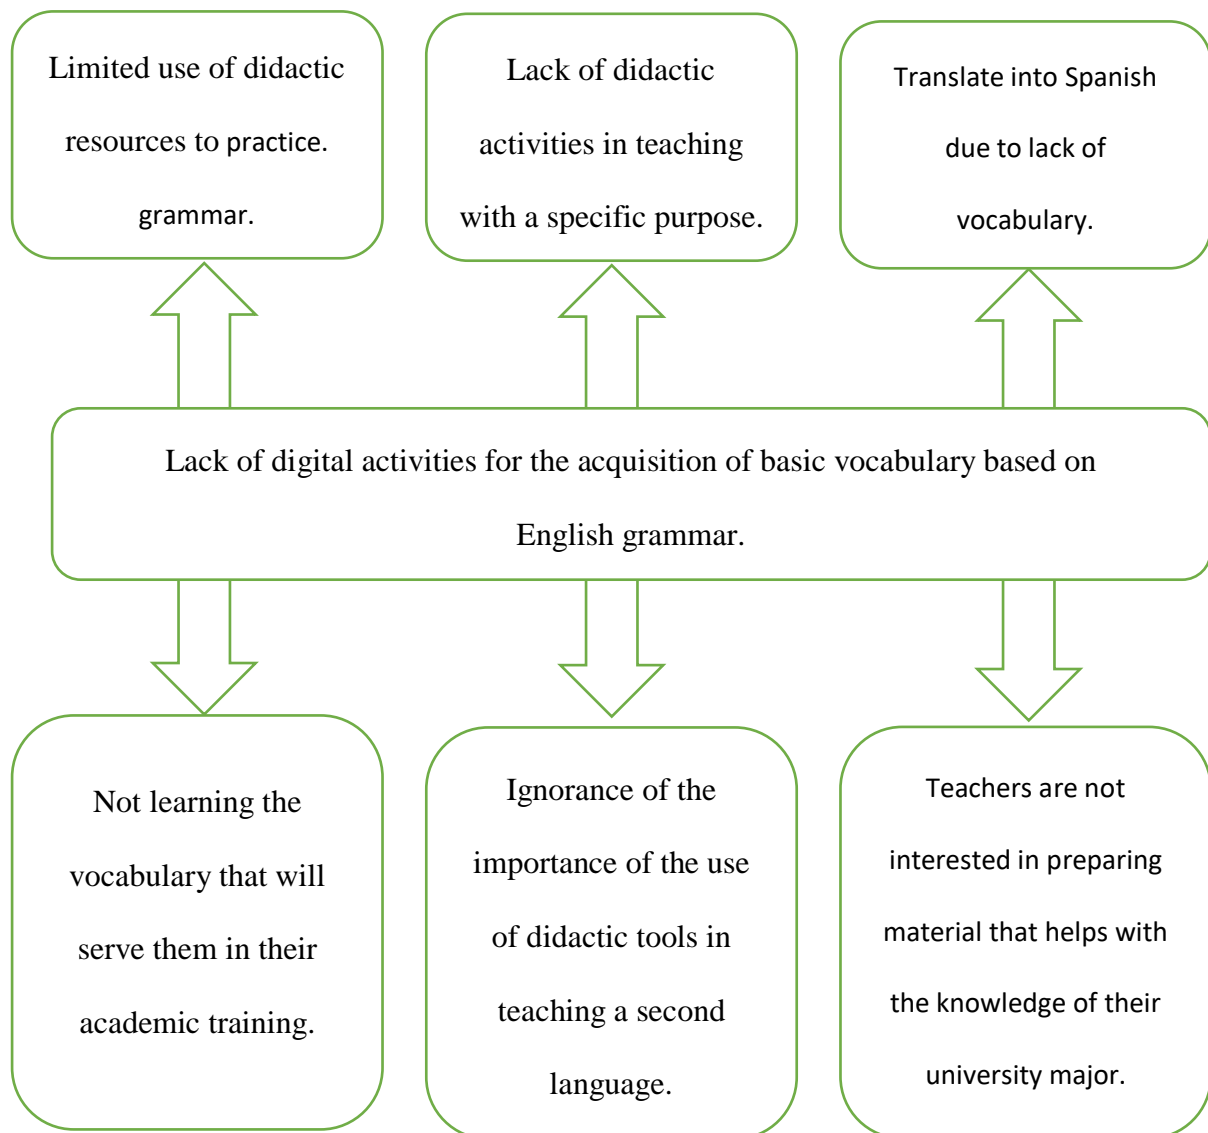 Limited use of didactic
resources to practice.
grammar.
Lack of didactic
activities in teaching
with a specific purpose.
Translate into Spanish
due to lack of
vocabulary.
Lack of digital activities for the acquisition of basic vocabulary based on
English grammar.
Not learning the
vocabulary that will
serve them in their
academic training.
Ignorance of the
importance of the use
of didactic tools in
teaching a second
language.
Teachers are not
interested in preparing
material that helps with
the knowledge of their
university major.